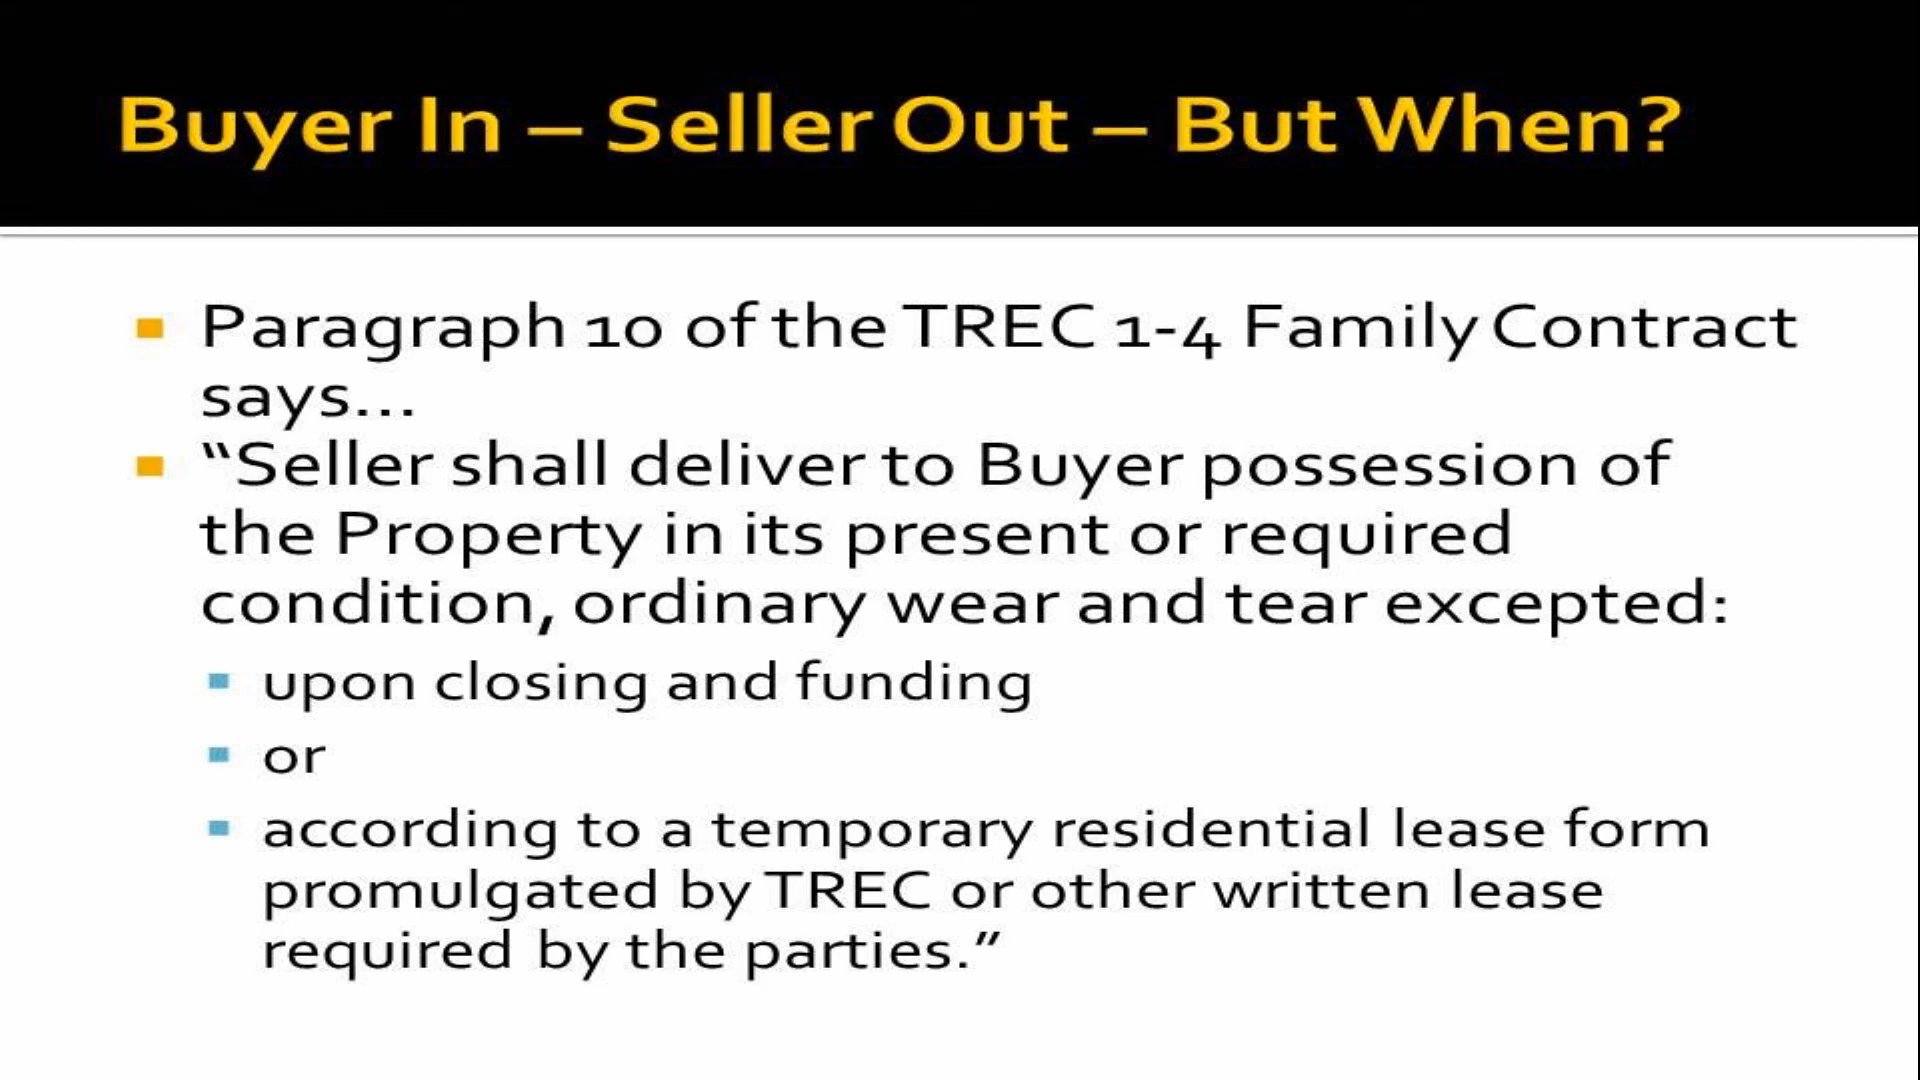 Buyer In – Seller Out – But When?
Paragraph 10 of the TREC 1-4 Family Contract
says...
“Seller shall deliver to Buyer possession of
the Property in its present or required
condition, ordinary wear and tear excepted:
upon closing and funding
or
according to a temporary residential lease form
promulgated by TREC or other written lease
required by the parties.”